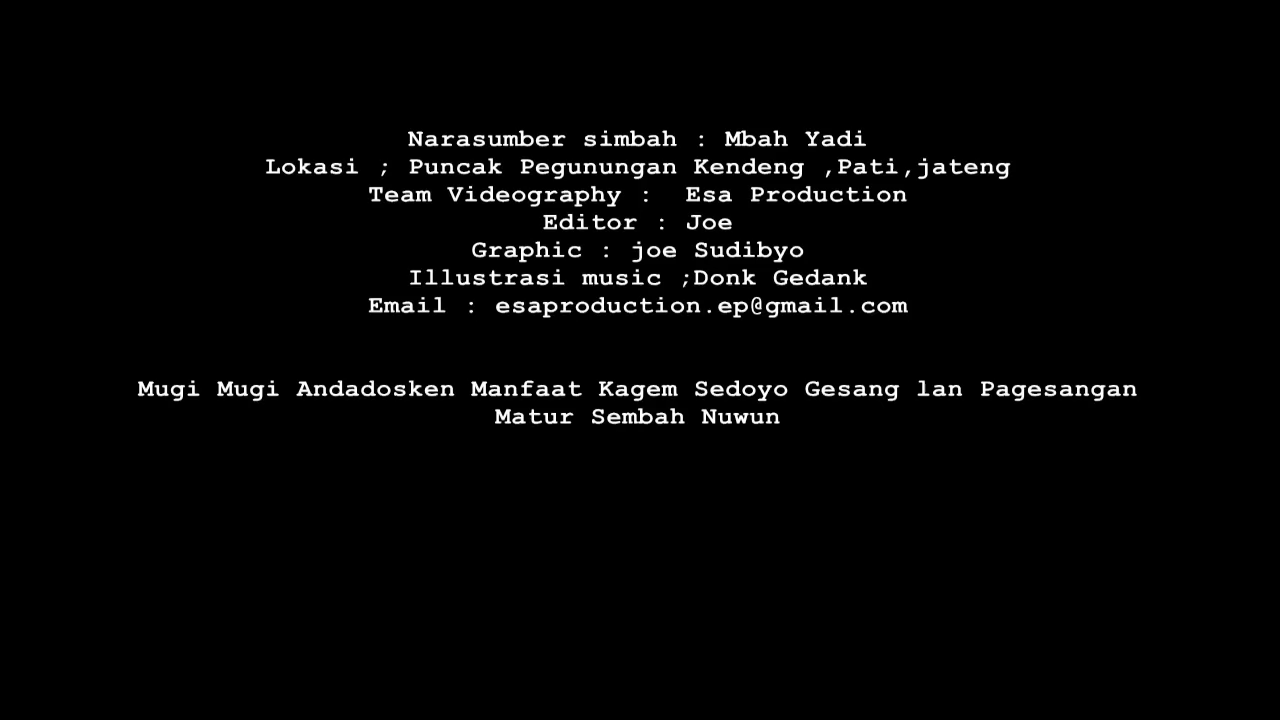 Narasumber simbah : Mbah Yadi
Lokasi ; Puncak Pegunungan Kendeng ,Pati,jateng
Team Videography :  Esa Production
Editor : Joe
Graphic : joe Sudibyo
Illustrasi music ;Donk Gedank
Email : esaproduction.ep@gmail.com
Mugi Mugi Andadosken Manfaat Kagem Sedoyo Gesang lan Pagesangan
Matur Sembah Nuwun